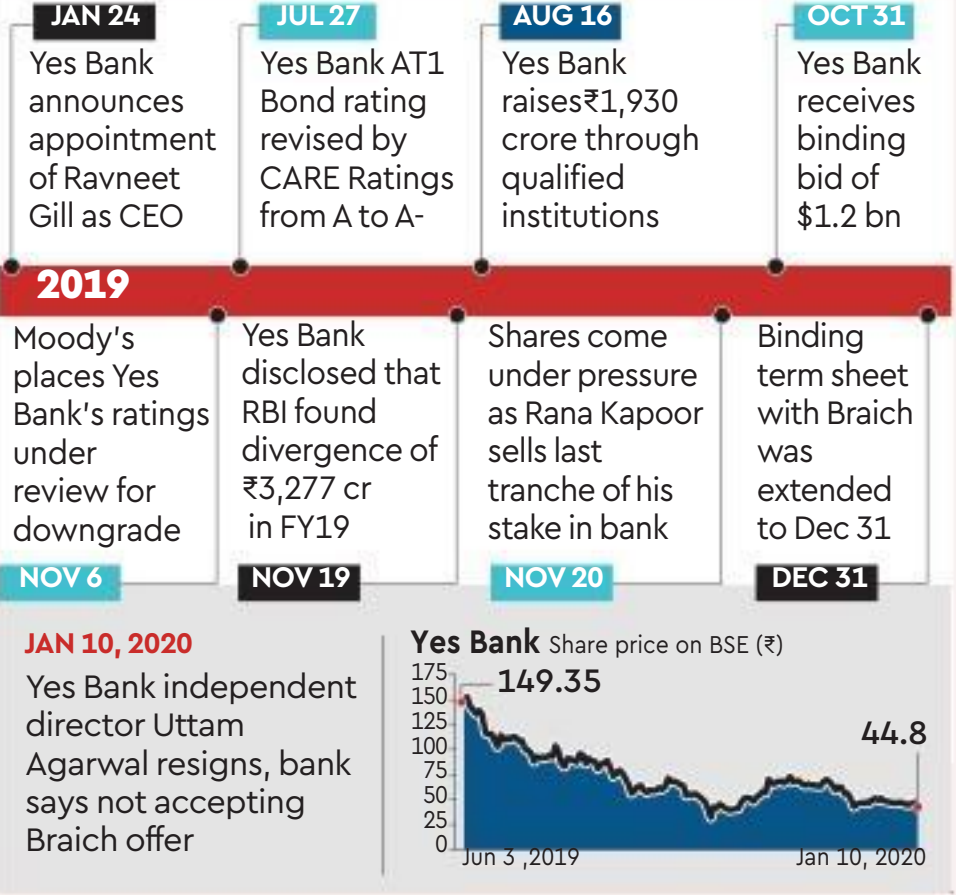 JAN 24
Yes Bank
announces
appointment
of Ravneet
Gill as CEO
JUL 27
Yes Bank AT1
Bond rating
revised by
CARE Ratings
from A to A-
AUG 16
Yes Bank
raises₹1,930
crore through
qualified
institutions
OCT 31
Yes Bank
receives
binding
bid of
$1.2 bn
2019
Moody's
places Yes
Bank's ratings
under
review for
downgrade
NOV 6
Yes Bank
disclosed that
RBI found
divergence of
₹3,277 cr
in FY19
NOV 19
Shares come
under pressure
as Rana Kapoor
sells last
tranche of his
stake in bank
NOV 20
Binding
term sheet
with Braich
was
extended
to Dec 31
DEC 31
JAN 10, 2020
Yes Bank independent
director Uttam
Agarwal resigns, bank
says not accepting
Braich offer
Yes Bank Share price on BSE (₹)
175
150
125
100
75
50
25
0
149.35
44.8
Jun 3 ,2019
Jan 10, 2020